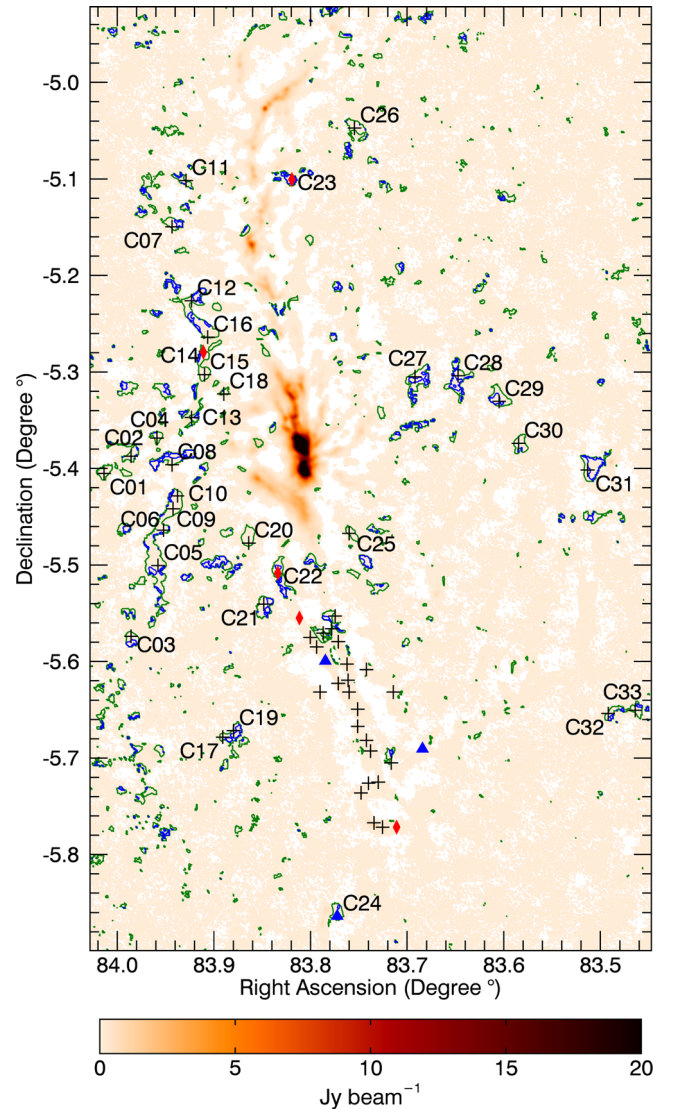 -5.0
C26
G11
-5.1
C23
C07
-5.2
C12
C16
C14
C15
-5.3
C27
C28
C18
C29
C04
C13
C02
C30
-5.4
C08
C01
C31
C10
C06
C09
C20
C25
-5.5
C05
C22
C21
C03
-5.6
C33
C19
C32
-5.7
C17
-5.8
C24
Declination (Degree °)
84.0 83.9 83.8 83.7 83.6 83.5
Right Ascension (Degree °)
0 5 10 15 20
Jy beam⁻¹